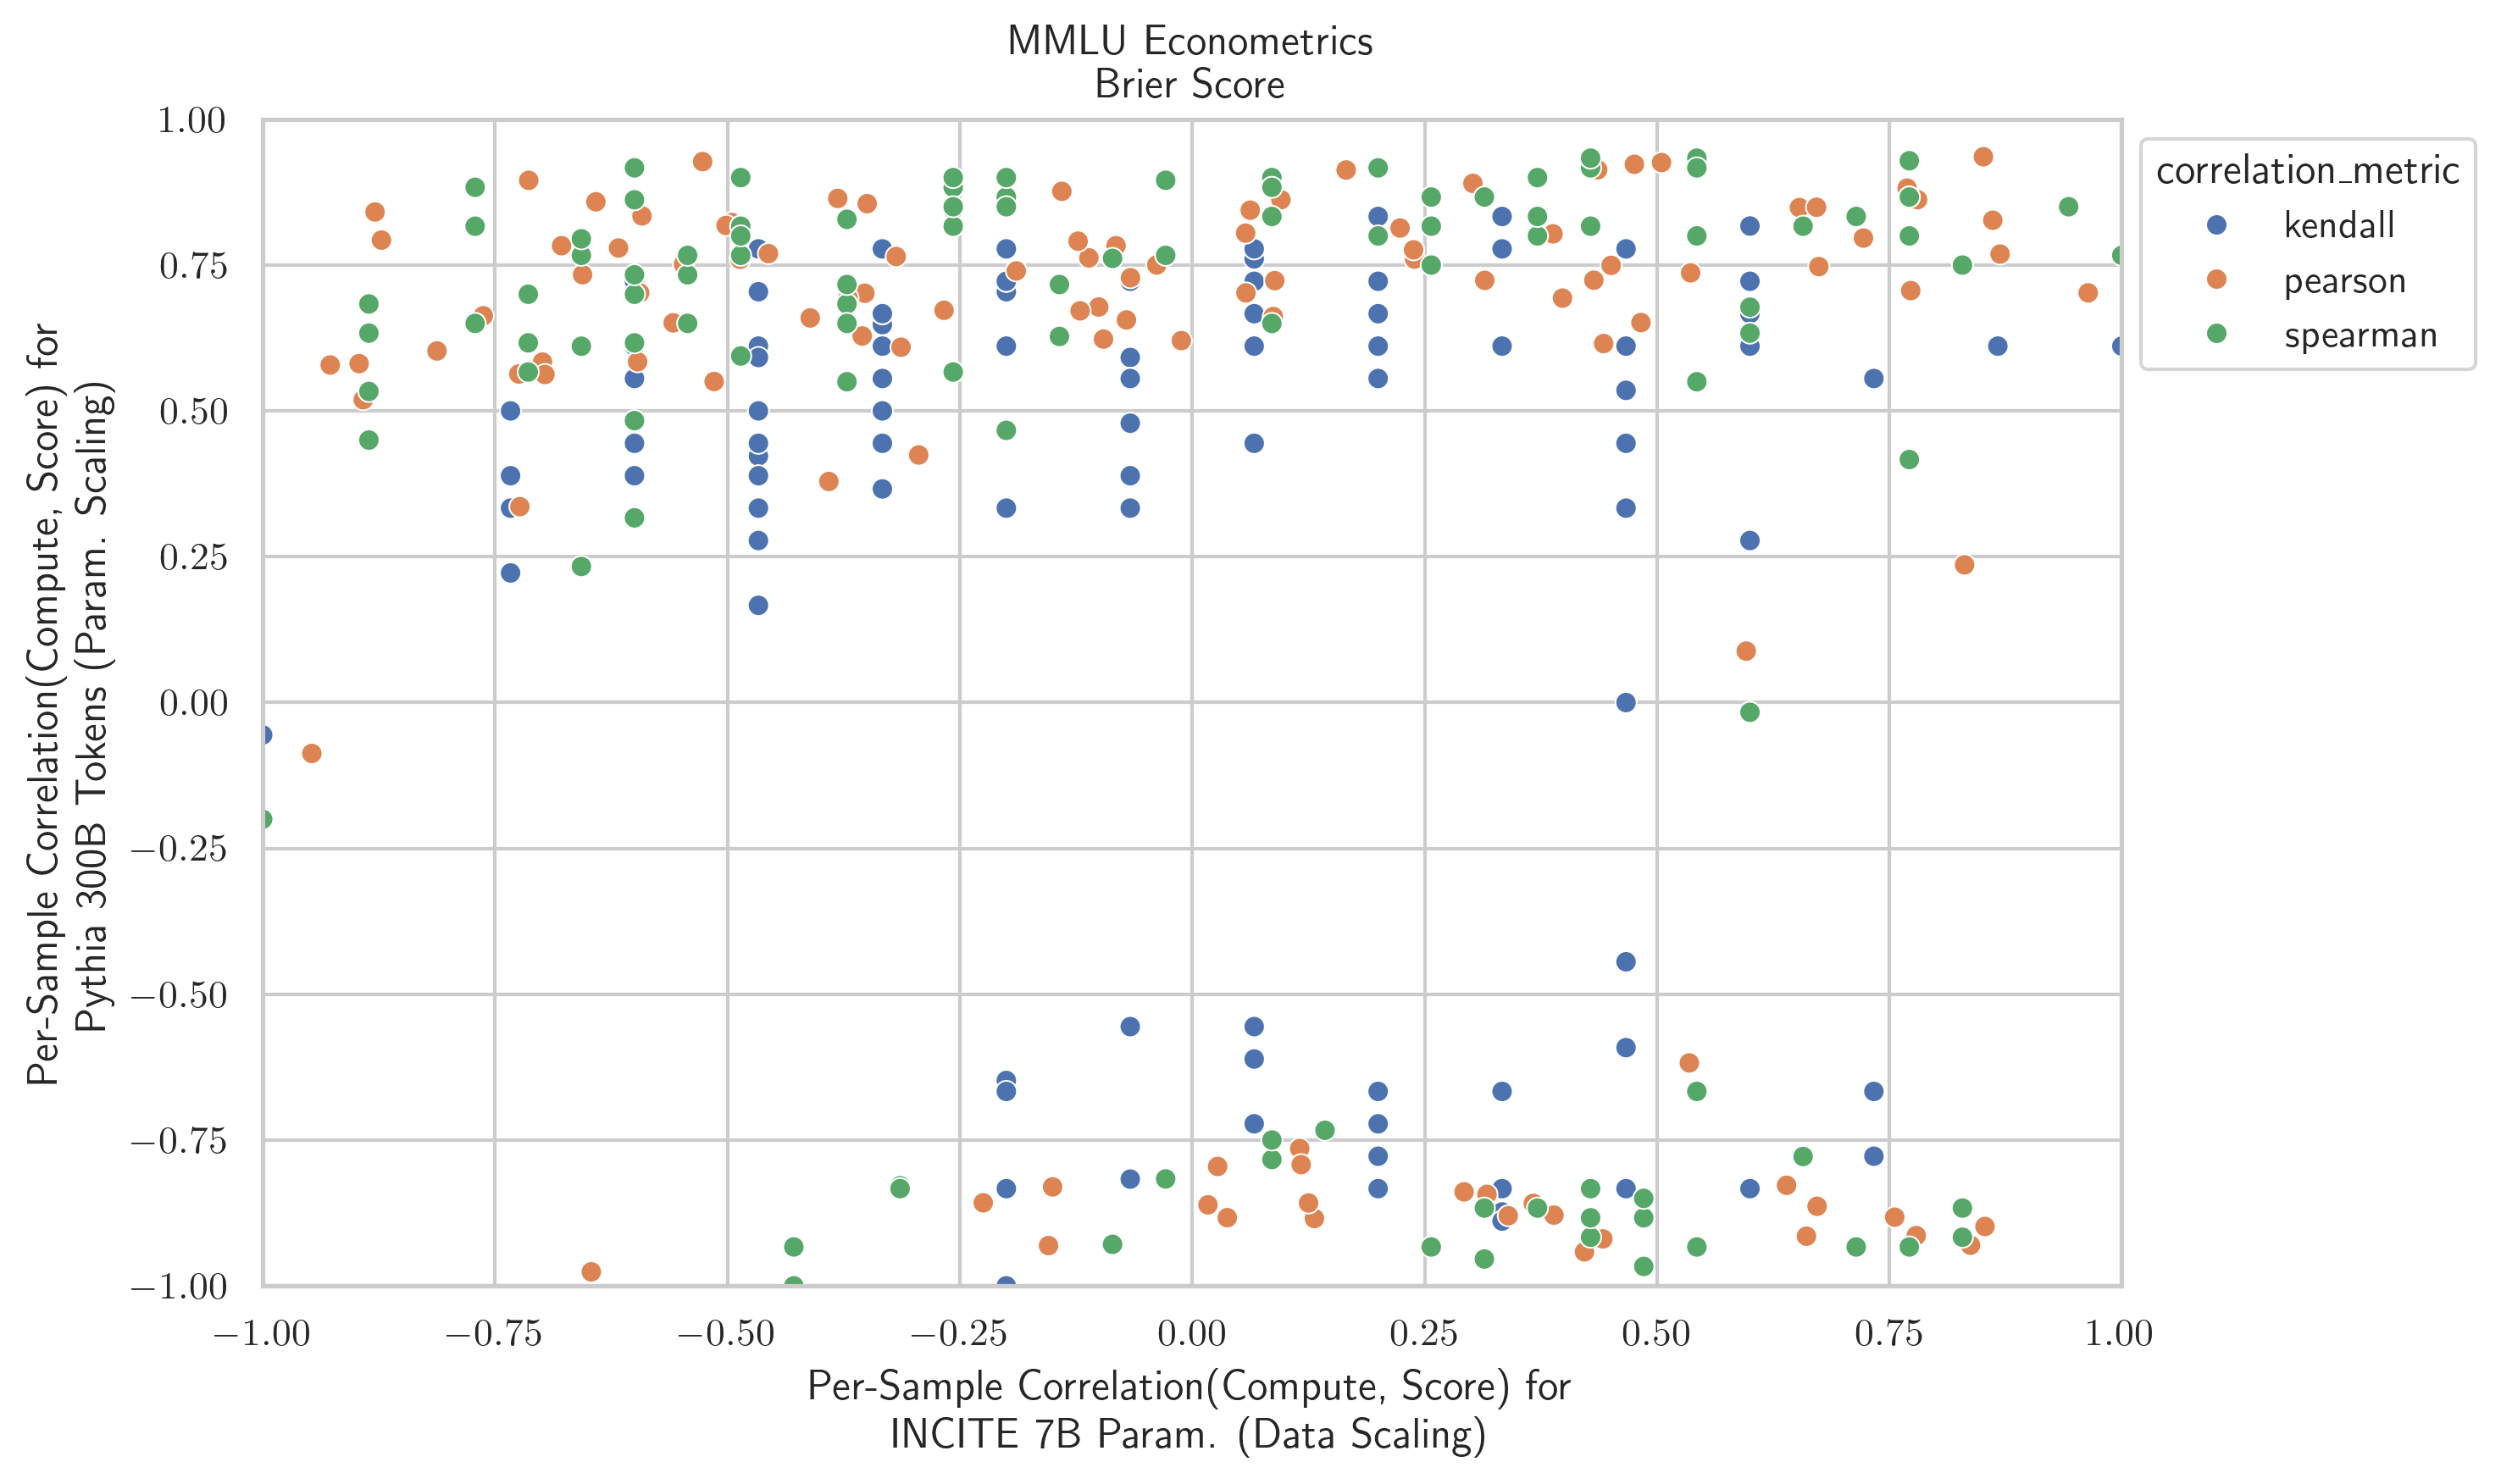 MMLU Econometrics
Brier Score
Per-Sample Correlation(Compute, Score) for
Pythia 300B Tokens (Param. Scaling)
1.00
0.75
0.50
0.25
0.00
−0.25
−0.50
−0.75
−1.00
−1.00
−0.75
−0.50
−0.25
0.00
0.25
0.50
0.75
1.00
Per-Sample Correlation(Compute, Score) for
INCITE 7B Param. (Data Scaling)
correlation_metric
kendall
pearson
spearman